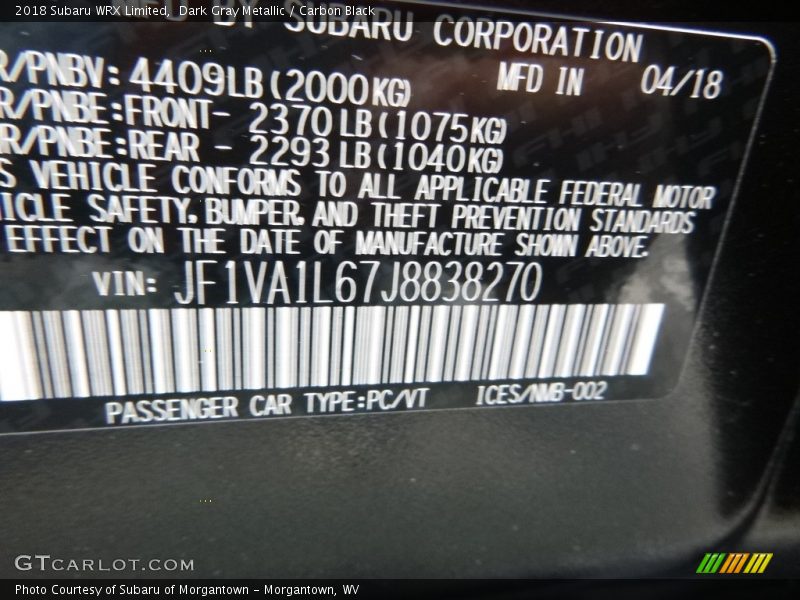 2018 Subaru WRX Limited, Dark Gray Metallic / Carbon Black
BY SUBARU CORPORATION
R/PNBV: 4409LB(2000KG) MFD IN 04/18
R/PNBE:FRONT- 2370 LB(1075KG)
R/PNBE:REAR - 2293 LB(1040KG)
S VEHICLE CONFORMS TO ALL APPLICABLE FEDERAL MOTOR
ICLE SAFETY, BUMPER, AND THEFT PREVENTION STANDARDS
EFFECT ON THE DATE OF MANUFACTURE SHOWN ABOVE.
VIN: JF1VA1L67J8838270
PASSENGER CAR TYPE:PC/VT ICES/NMB-002
GTCARLOT.COM
Photo Courtesy of Subaru of Morgantown - Morgantown, WV